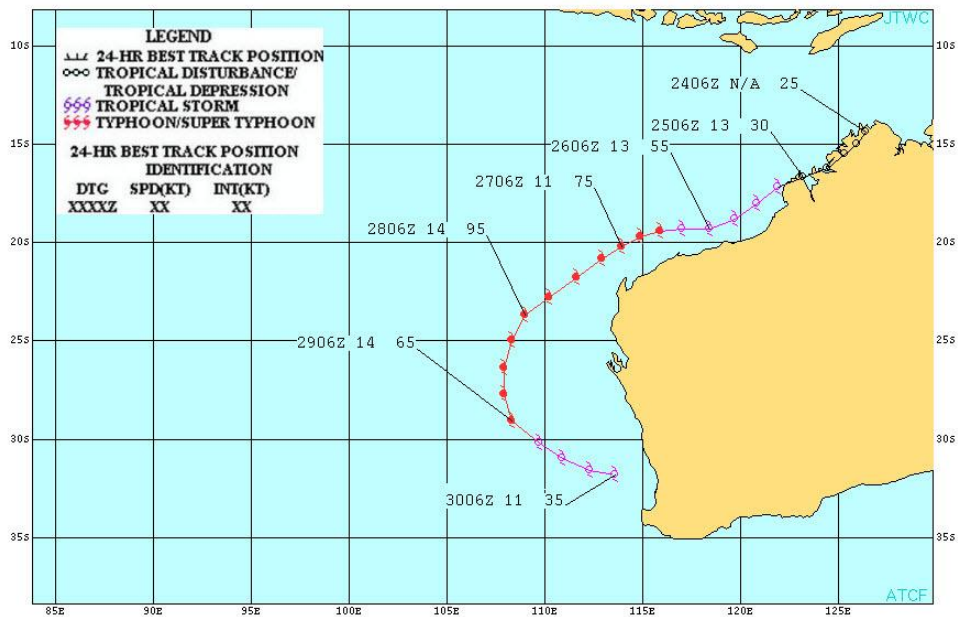 JTWC
LEGEND
24-HR BEST TRACK POSITION
TROPICAL DISTURBANCE/
TROPICAL DEPRESSION
TROPICAL STORM
TYPHOON/SUPER TYPHOON
24-HR BEST TRACK POSITION
IDENTIFICATION
DTG SPD(KT) INT(KT)
XXXXZ XX XX
10S 10S
2406Z N/A 25
2506Z 13 30
15S 15S
2606Z 13 55
2706Z 11 75
2806Z 14 95
20S 20S
25S 25S
2906Z 14 65
30S 30S
3006Z 11 35
35S 35S
ATCF
85E 90E 95E 100E 105E 110E 115E 120E 125E